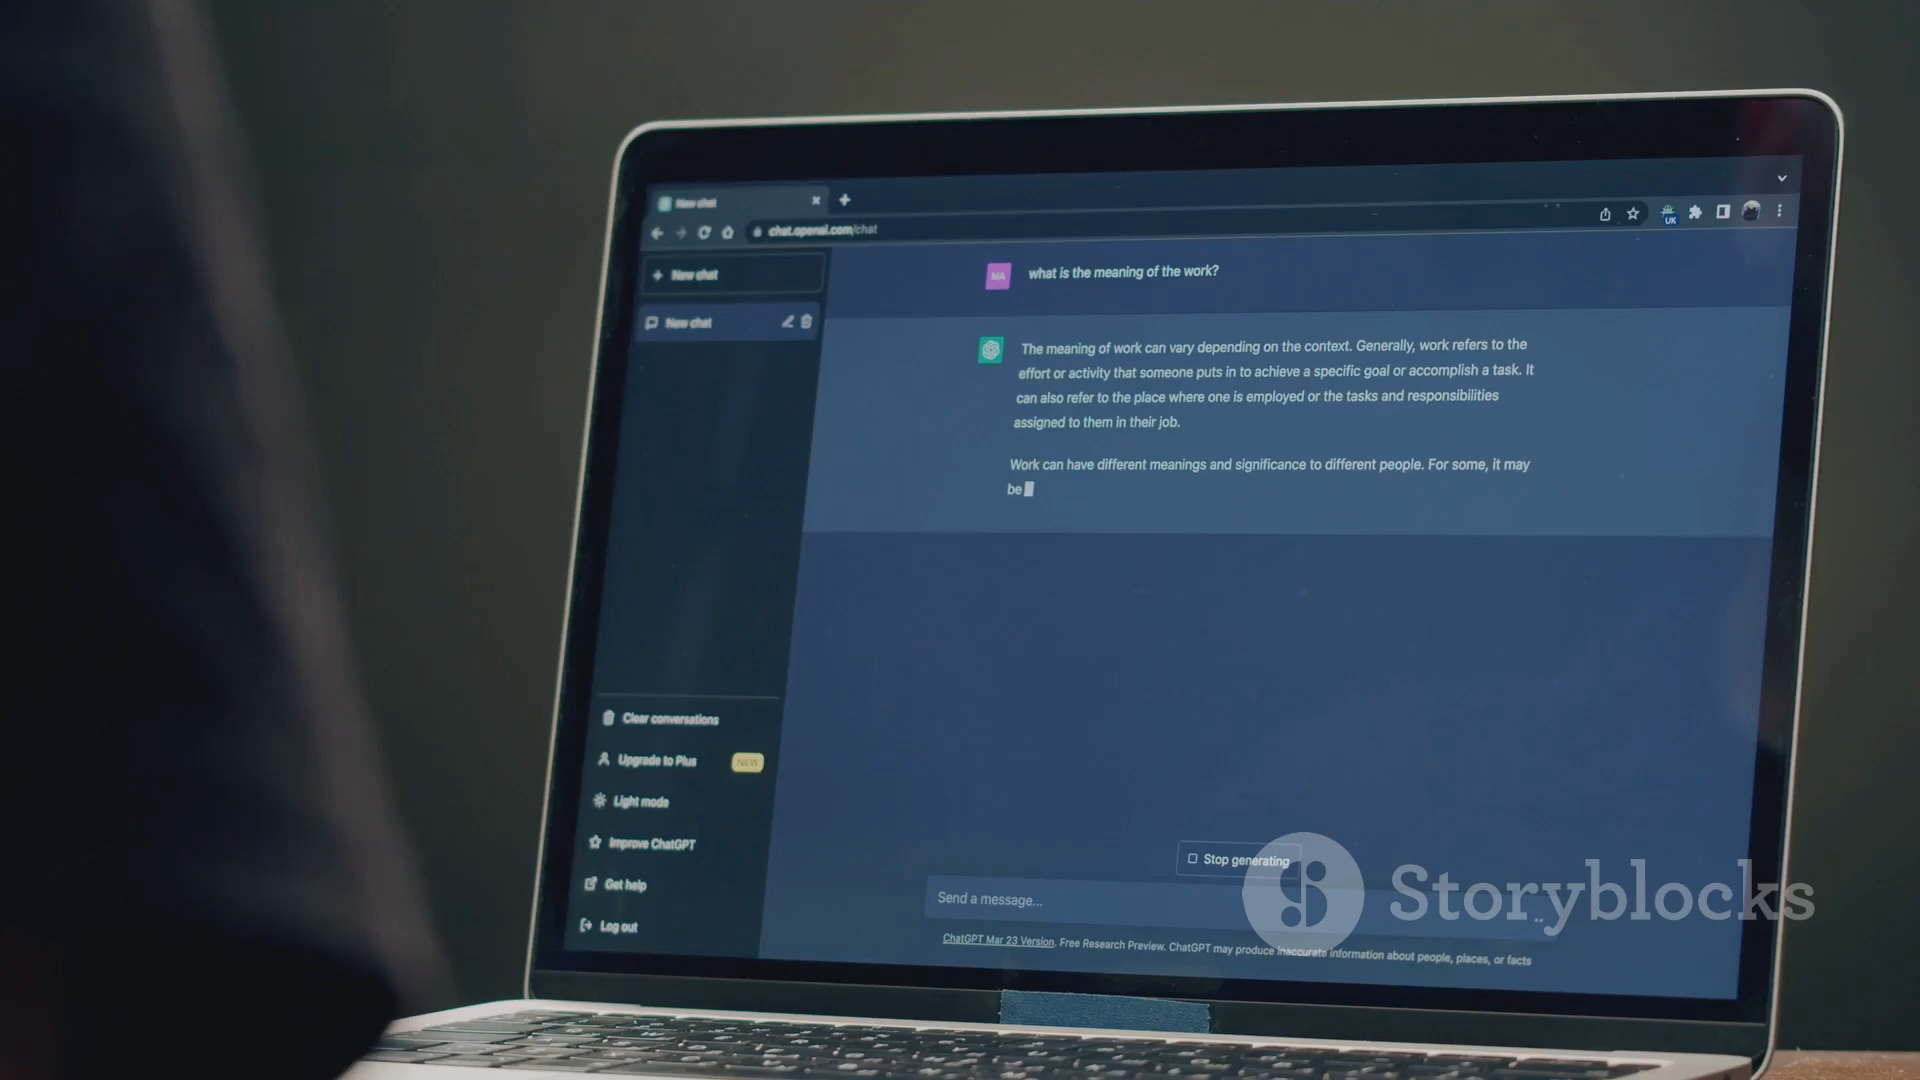 New chat
chat.openai.com/chat
UK
New chat
New chat
MA
what is the meaning of the work?
The meaning of work can vary depending on the context. Generally, work refers to the
effort or activity that someone puts in to achieve a specific goal or accomplish a task. It
can also refer to the place where one is employed or the tasks and responsibilities
assigned to them in their job.
Work can have different meanings and significance to different people. For some, it may
be
Clear conversations
Upgrade to Plus
NEW
Light mode
Improve ChatGPT
Get help
Log out
Stop generating
Send a message...
ChatGPT Mar 23 Version. Free Research Preview. ChatGPT may produce inaccurate information about people, places, or facts
Storyblocks